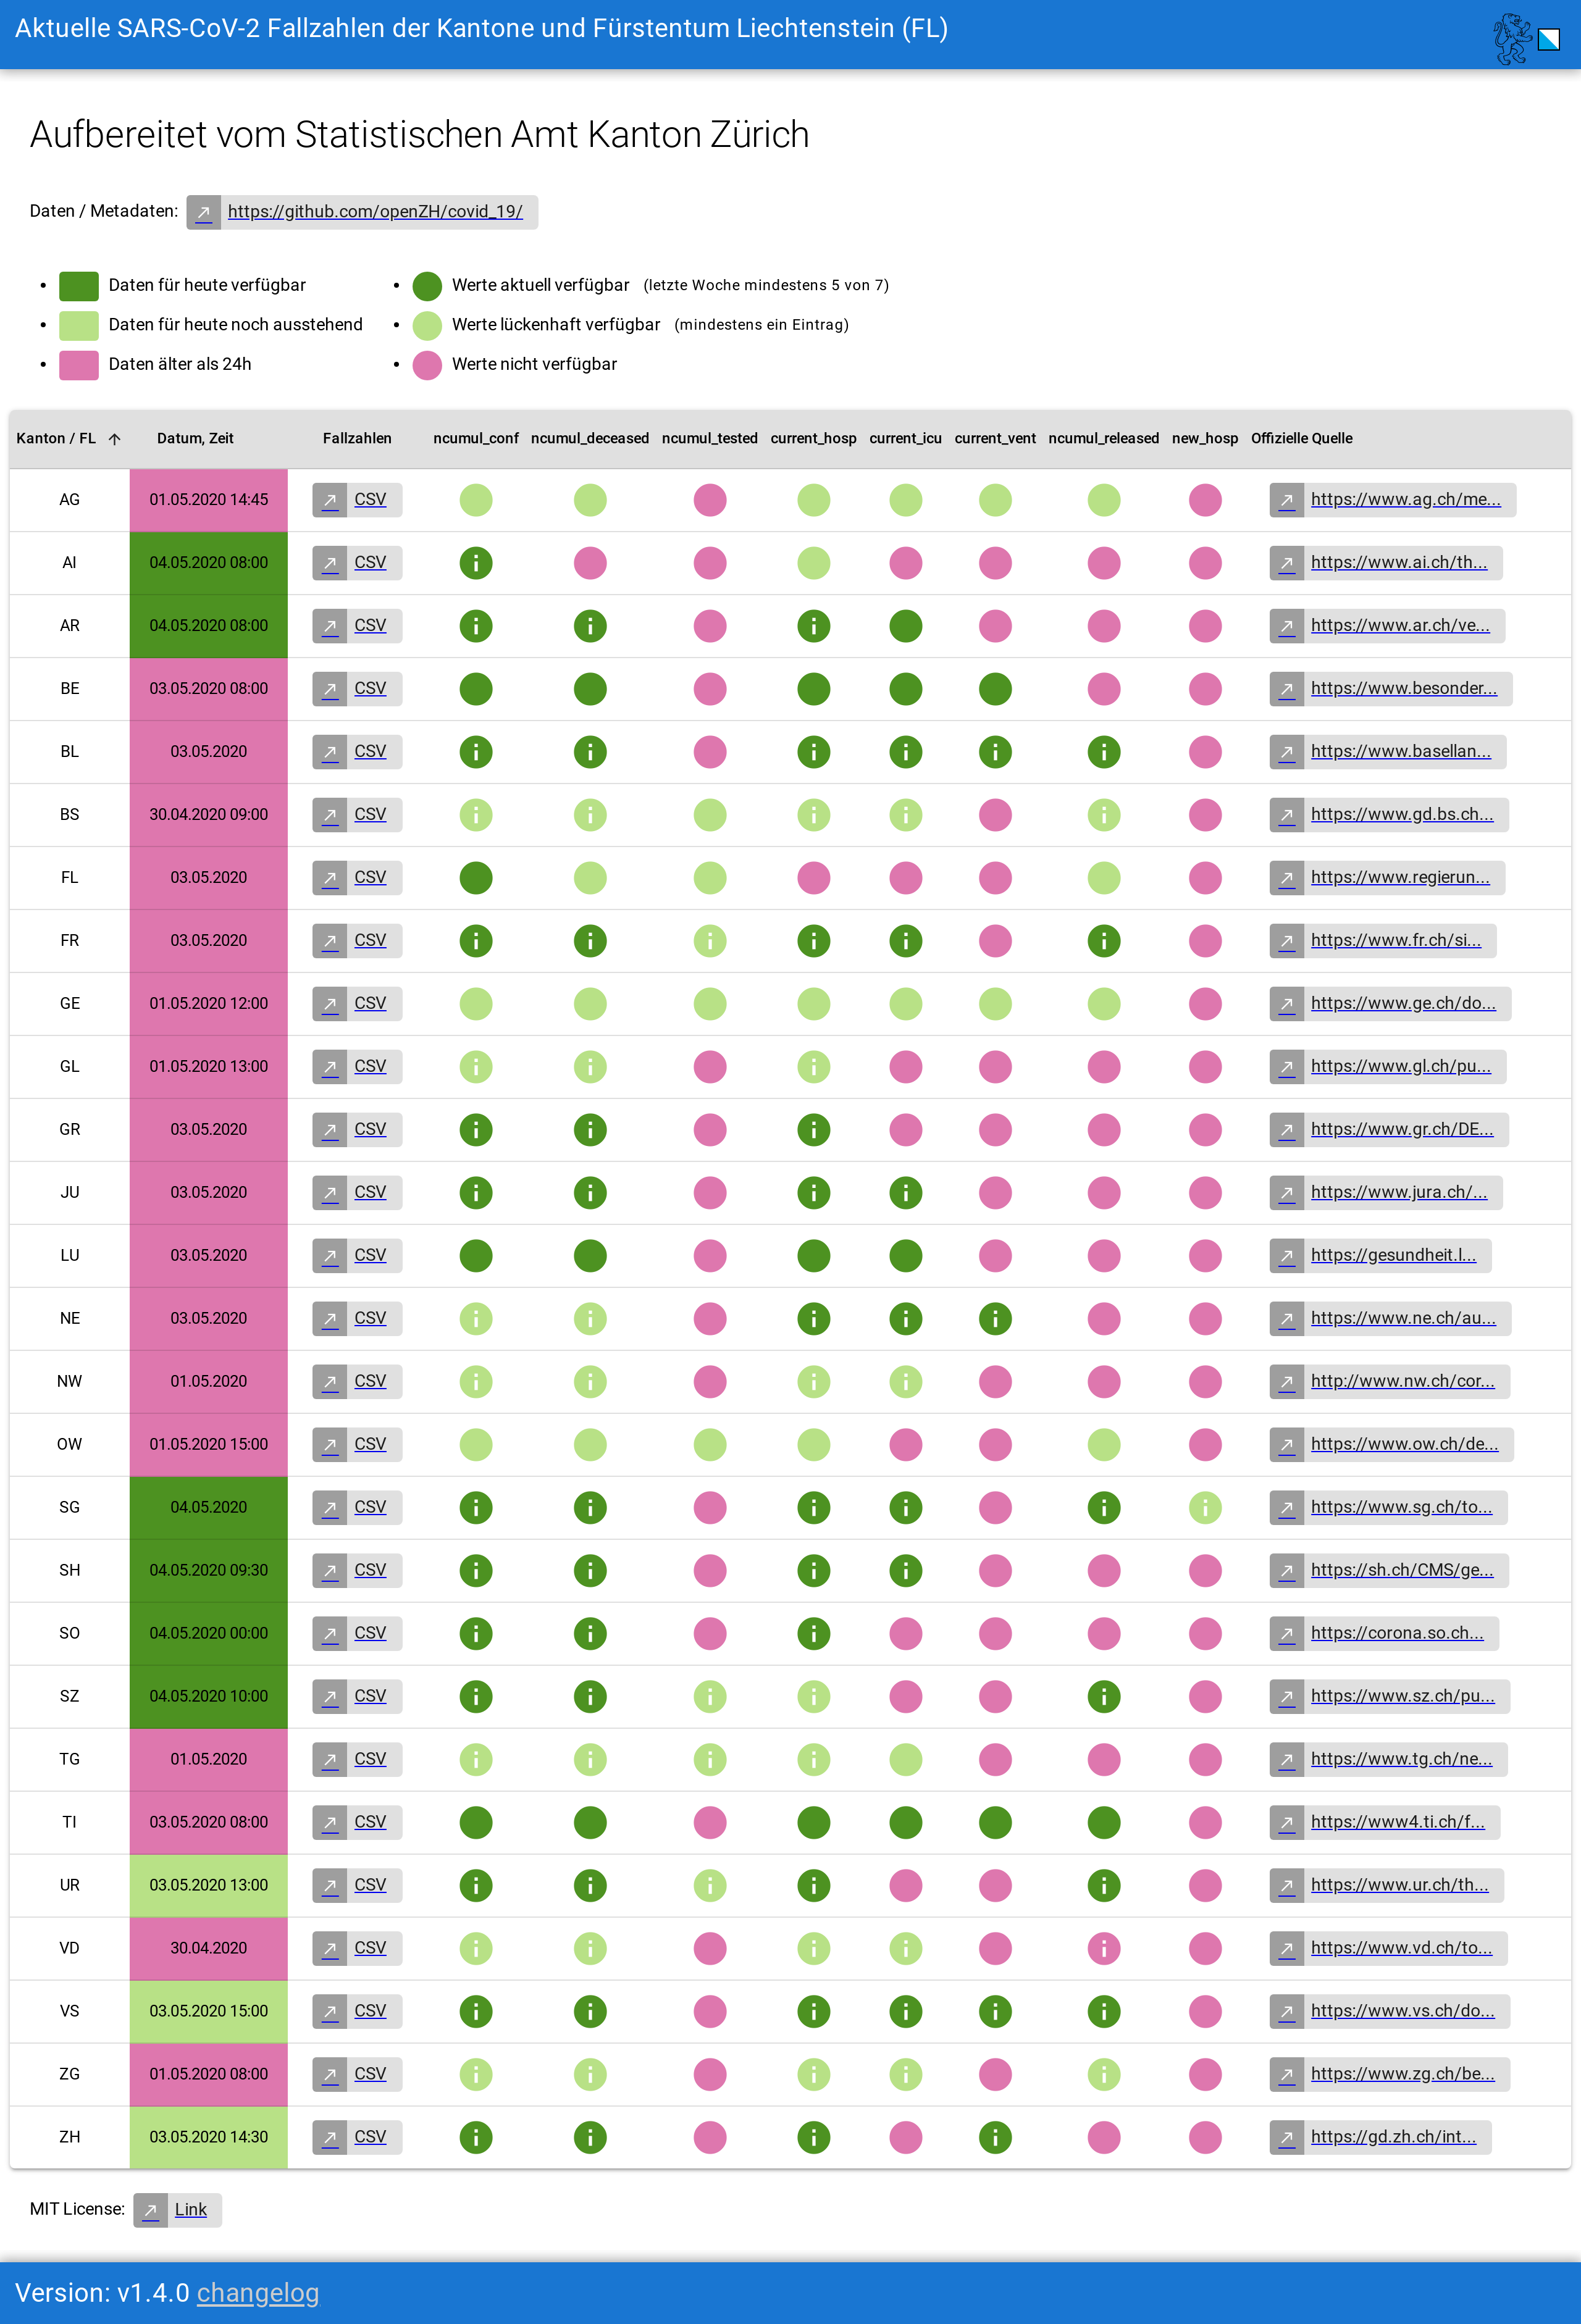 Aktuelle SARS-CoV-2 Fallzahlen der Kantone und Fürstentum Liechtenstein (FL)
Aufbereitet vom Statistischen Amt Kanton Zürich
Daten / Metadaten: https://github.com/openZH/covid_19/
Daten für heute verfügbar
Daten für heute noch ausstehend
Daten älter als 24h
Werte aktuell verfügbar (letzte Woche mindestens 5 von 7)
Werte lückenhaft verfügbar (mindestens ein Eintrag)
Werte nicht verfügbar
Kanton / FL Datum, Zeit Fallzahlen ncumul_conf ncumul_deceased ncumul_tested current_hosp current_icu current_vent ncumul_released new_hosp Offizielle Quelle
AG 01.05.2020 14:45 CSV https://www.ag.ch/me...
AI 04.05.2020 08:00 CSV https://www.ai.ch/th...
AR 04.05.2020 08:00 CSV https://www.ar.ch/ve...
BE 03.05.2020 08:00 CSV https://www.besonder...
BL 03.05.2020 CSV https://www.basellan...
BS 30.04.2020 09:00 CSV https://www.gd.bs.ch...
FL 03.05.2020 CSV https://www.regierun...
FR 03.05.2020 CSV https://www.fr.ch/si...
GE 01.05.2020 12:00 CSV https://www.ge.ch/do...
GL 01.05.2020 13:00 CSV https://www.gl.ch/pu...
GR 03.05.2020 CSV https://www.gr.ch/DE...
JU 03.05.2020 CSV https://www.jura.ch/...
LU 03.05.2020 CSV https://gesundheit.l...
NE 03.05.2020 CSV https://www.ne.ch/au...
NW 01.05.2020 CSV http://www.nw.ch/cor...
OW 01.05.2020 15:00 CSV https://www.ow.ch/de...
SG 04.05.2020 CSV https://www.sg.ch/to...
SH 04.05.2020 09:30 CSV https://sh.ch/CMS/ge...
SO 04.05.2020 00:00 CSV https://corona.so.ch...
SZ 04.05.2020 10:00 CSV https://www.sz.ch/pu...
TG 01.05.2020 CSV https://www.tg.ch/ne...
TI 03.05.2020 08:00 CSV https://www4.ti.ch/f...
UR 03.05.2020 13:00 CSV https://www.ur.ch/th...
VD 30.04.2020 CSV https://www.vd.ch/to...
VS 03.05.2020 15:00 CSV https://www.vs.ch/do...
ZG 01.05.2020 08:00 CSV https://www.zg.ch/be...
ZH 03.05.2020 14:30 CSV https://gd.zh.ch/int...
MIT License: Link
Version: v1.4.0 changelog